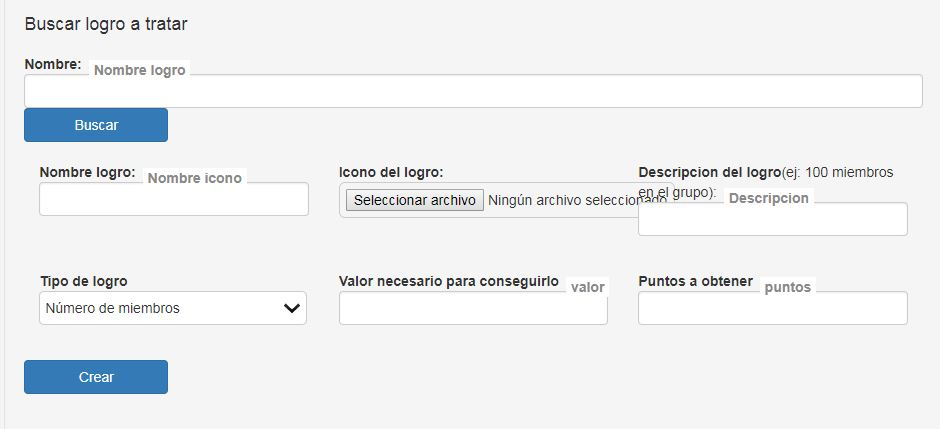 Buscar logro a tratar
Nombre: Nombre logro
Buscar
Nombre logro: Nombre icono
Icono del logro:
Seleccionar archivo Ningún archivo seleccionado
Descripcion del logro(ej: 100 miembros
en el grupo): Descripcion
Tipo de logro
Número de miembros
Valor necesario para conseguirlo valor
Puntos a obtener puntos
Crear